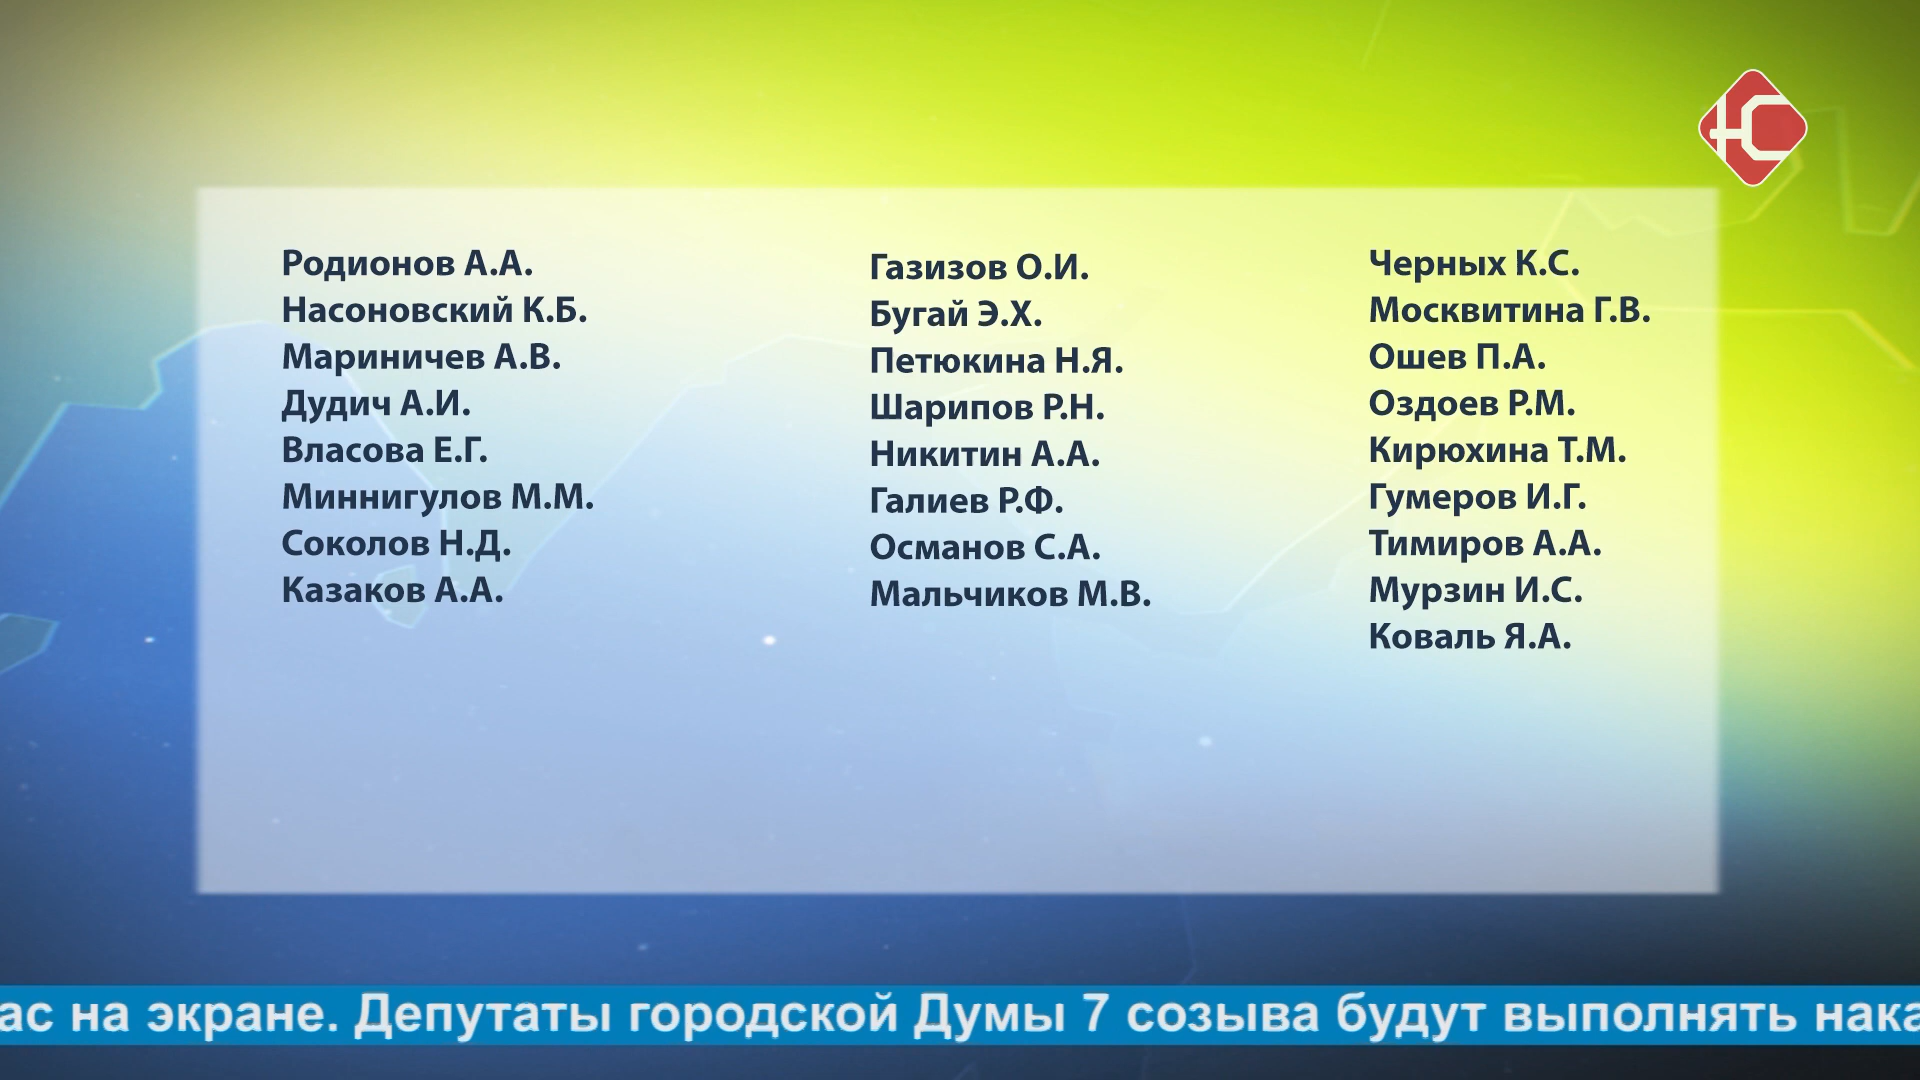 Родионов А.А.
Насоновский К.Б.
Мариничев А.В.
Дудич А.И.
Власова Е.Г.
Миннигулов М.М.
Соколов Н.Д.
Казаков А.А.
Газизов О.И.
Бугай Э.Х.
Петюкина Н.Я.
Шарипов Р.Н.
Никитин А.А.
Галиев Р.Ф.
Османов С.А.
Мальчиков М.В.
Черных К.С.
Москвитина Г.В.
Ошев П.А.
Оздоев Р.М.
Кирюхина Т.М.
Гумеров И.Г.
Тимиров А.А.
Мурзин И.С.
Коваль Я.А.
Ю С
ас на экране. Депутаты городской Думы 7 созыва будут выполнять нака